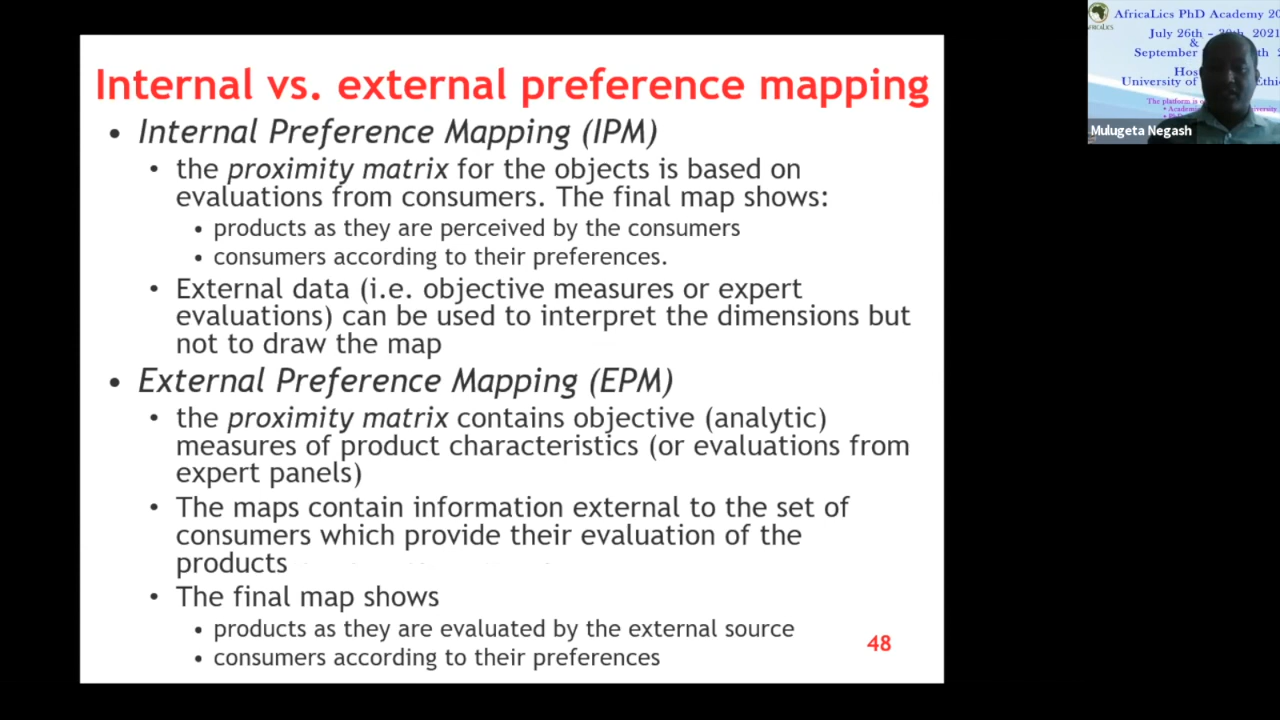 Internal vs. external preference mapping
• Internal Preference Mapping (IPM)
• the proximity matrix for the objects is based on
evaluations from consumers. The final map shows:
• products as they are perceived by the consumers
• consumers according to their preferences.
• External data (i.e. objective measures or expert
evaluations) can be used to interpret the dimensions but
not to draw the map
• External Preference Mapping (EPM)
• the proximity matrix contains objective (analytic)
measures of product characteristics (or evaluations from
expert panels)
• The maps contain information external to the set of
consumers which provide their evaluation of the
products
• The final map shows
• products as they are evaluated by the external source
• consumers according to their preferences
48
AfricaLics PhD Academy 20
July 26th - 2021
&
September
University of
The platform is
Mulugeta Negash